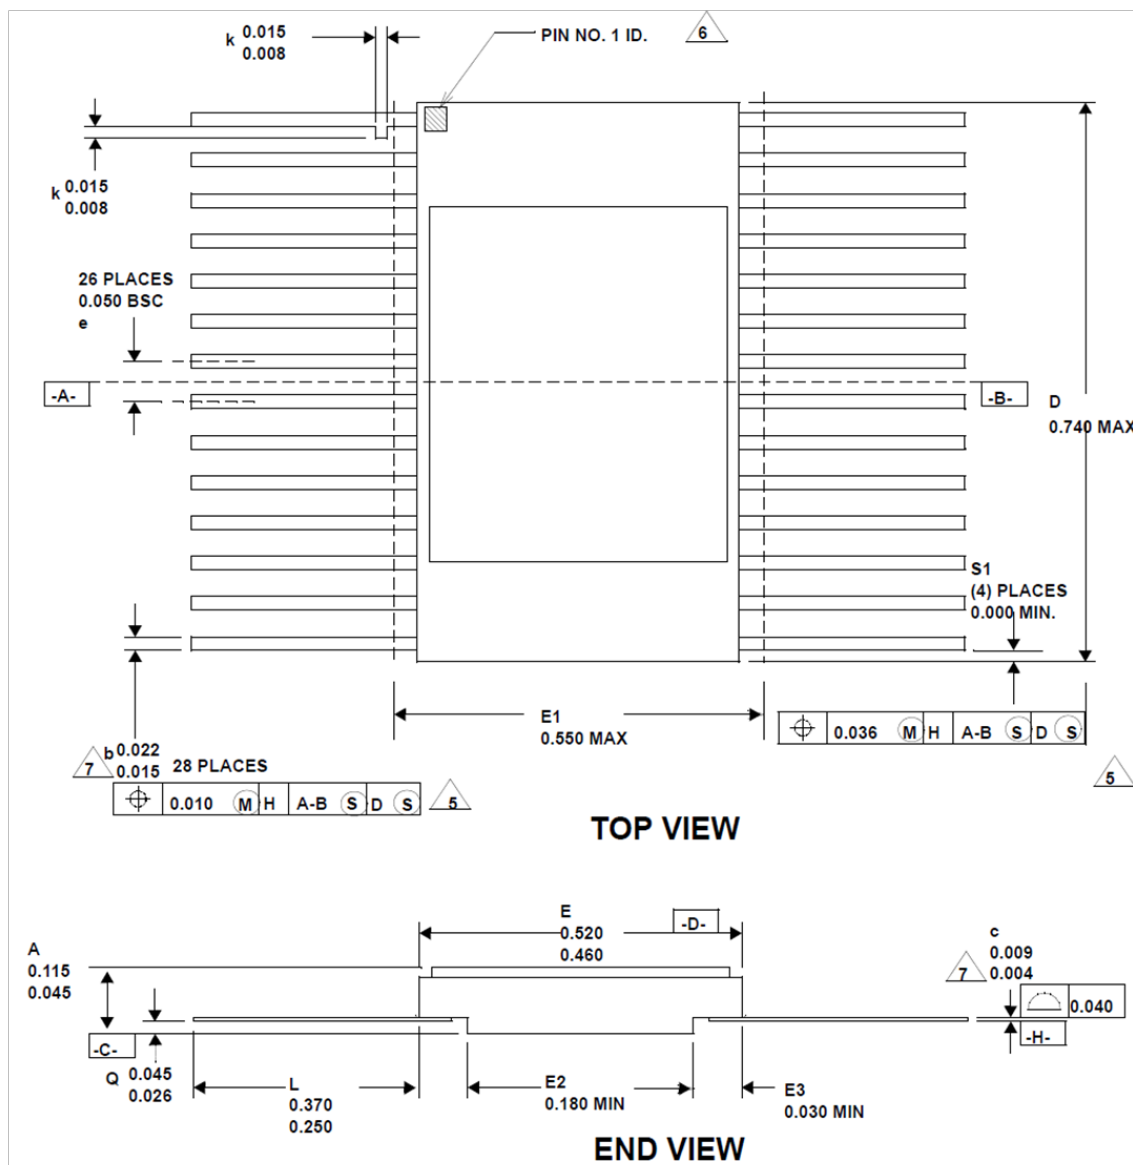 k 0.015
0.008
PIN NO. 1 ID.
6
k 0.015
0.008
26 PLACES
0.050 BSC
e
-A-
-B-
D
0.740 MAX
S1
(4) PLACES
0.000 MIN.
E1
0.550 MAX
0.036 M H A-B S D S
5
7 b 0.022
0.015 28 PLACES
0.010 M H A-B S D S
5
TOP VIEW
E
0.520
0.460
-D-
A
0.115
0.045
c
0.009
0.004
7
0.040
-H-
-C-
Q 0.045
0.026
L
0.370
0.250
E2
0.180 MIN
E3
0.030 MIN
END VIEW